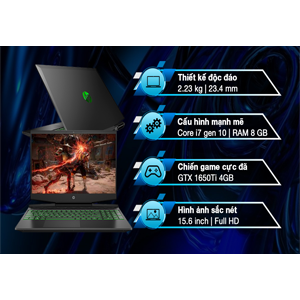 Thiết kế độc đáo
2.23 kg | 23.4 mm
Cấu hình mạnh mẽ
Core i7 gen 10 | RAM 8 GB
Chiến game cực đã
GTX 1650Ti 4GB
Hình ảnh sắc nét
15.6 inch | Full HD